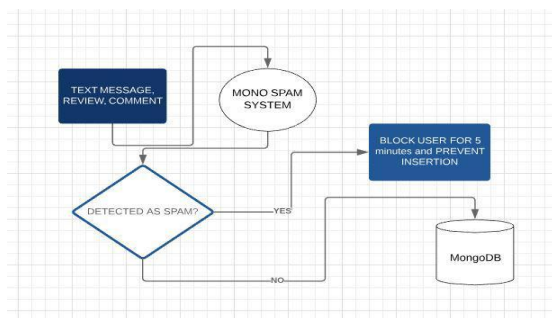 TEXT MESSAGE,
REVIEW, COMMENT
MONO SPAM
SYSTEM
BLOCK USER FOR 5
minutes and PREVENT
INSERTION
DETECTED AS SPAM?
YES
NO
MongoDB